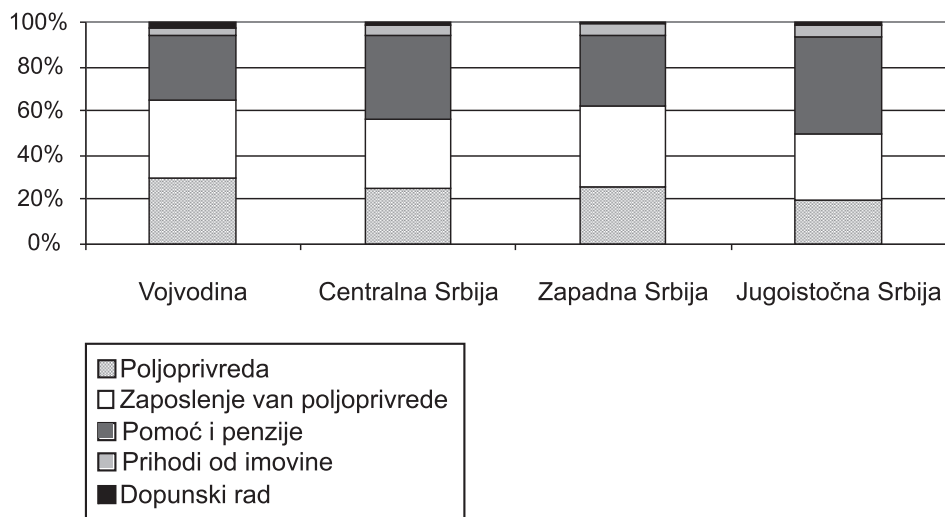 100%
80%
60%
40%
20%
0%
Vojvodina Centralna Srbija Zapadna Srbija Jugoistočna Srbija
Poljoprivreda
Zaposlenje van poljoprivrede
Pomoć i penzije
Prihodi od imovine
Dopunski rad